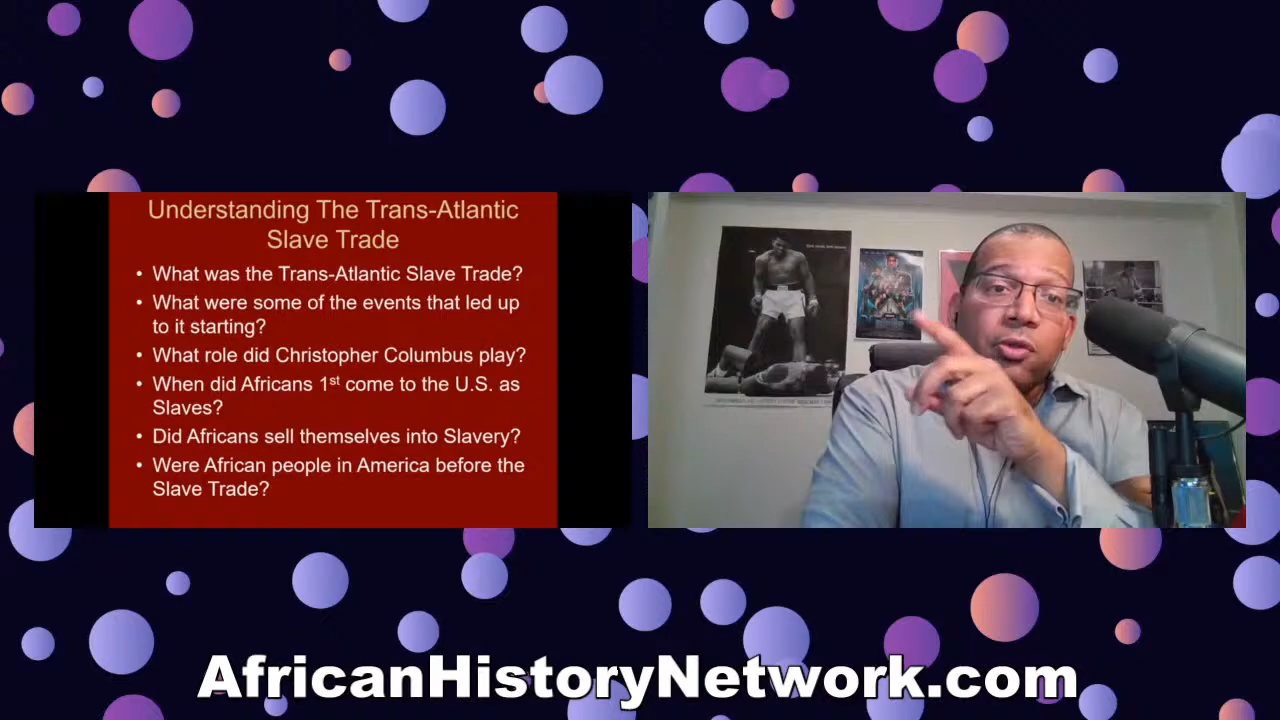 Understanding The Trans-Atlantic
Slave Trade
• What was the Trans-Atlantic Slave Trade?
• What were some of the events that led up
to it starting?
• What role did Christopher Columbus play?
• When did Africans 1st come to the U.S. as
Slaves?
• Did Africans sell themselves into Slavery?
• Were African people in America before the
Slave Trade?
AfricanHistoryNetwork.com